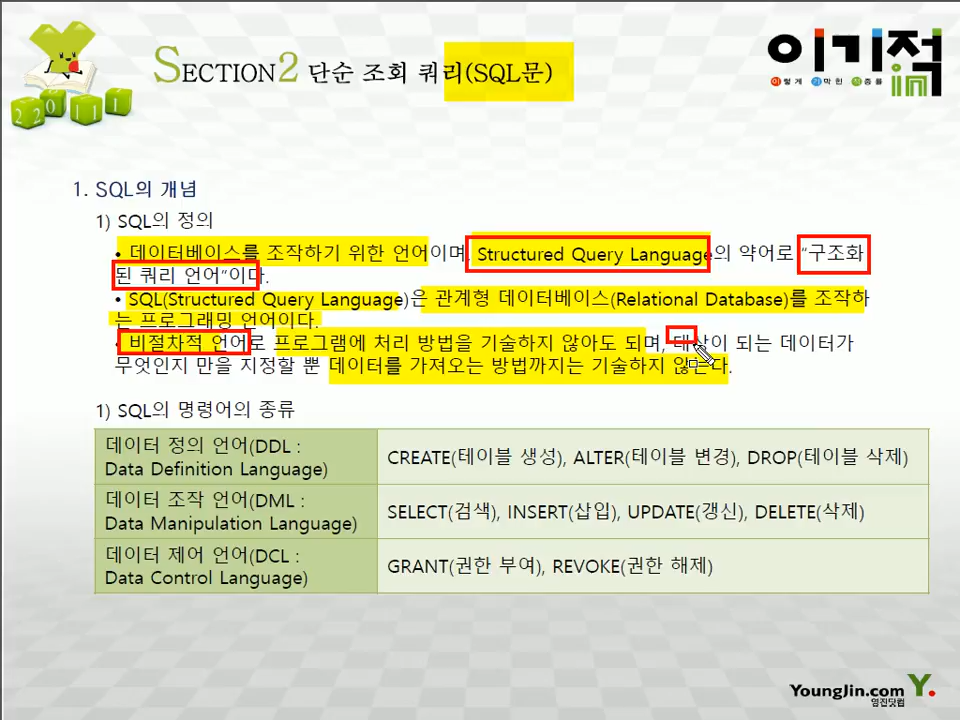 SECTION2 단순 조회 쿼리(SQL문)
이기적in
이렇게 기막힌 적중률
2 2011
1. SQL의 개념
1) SQL의 정의
• 데이터베이스를 조작하기 위한 언어이며, Structured Query Language의 약어로 “구조화
된 쿼리 언어”이다.
• SQL(Structured Query Language)은 관계형 데이터베이스(Relational Database)를 조작하
는 프로그래밍 언어이다.
• 비절차적 언어로 프로그램에 처리 방법을 기술하지 않아도 되며, 대상이 되는 데이터가
무엇인지 만을 지정할 뿐 데이터를 가져오는 방법까지는 기술하지 않는다.
1) SQL의 명령어의 종류
데이터 정의 언어(DDL :
Data Definition Language)
CREATE(테이블 생성), ALTER(테이블 변경), DROP(테이블 삭제)
데이터 조작 언어(DML :
Data Manipulation Language)
SELECT(검색), INSERT(삽입), UPDATE(갱신), DELETE(삭제)
데이터 제어 언어(DCL :
Data Control Language)
GRANT(권한 부여), REVOKE(권한 해제)
YoungJin.com Y.
영진닷컴